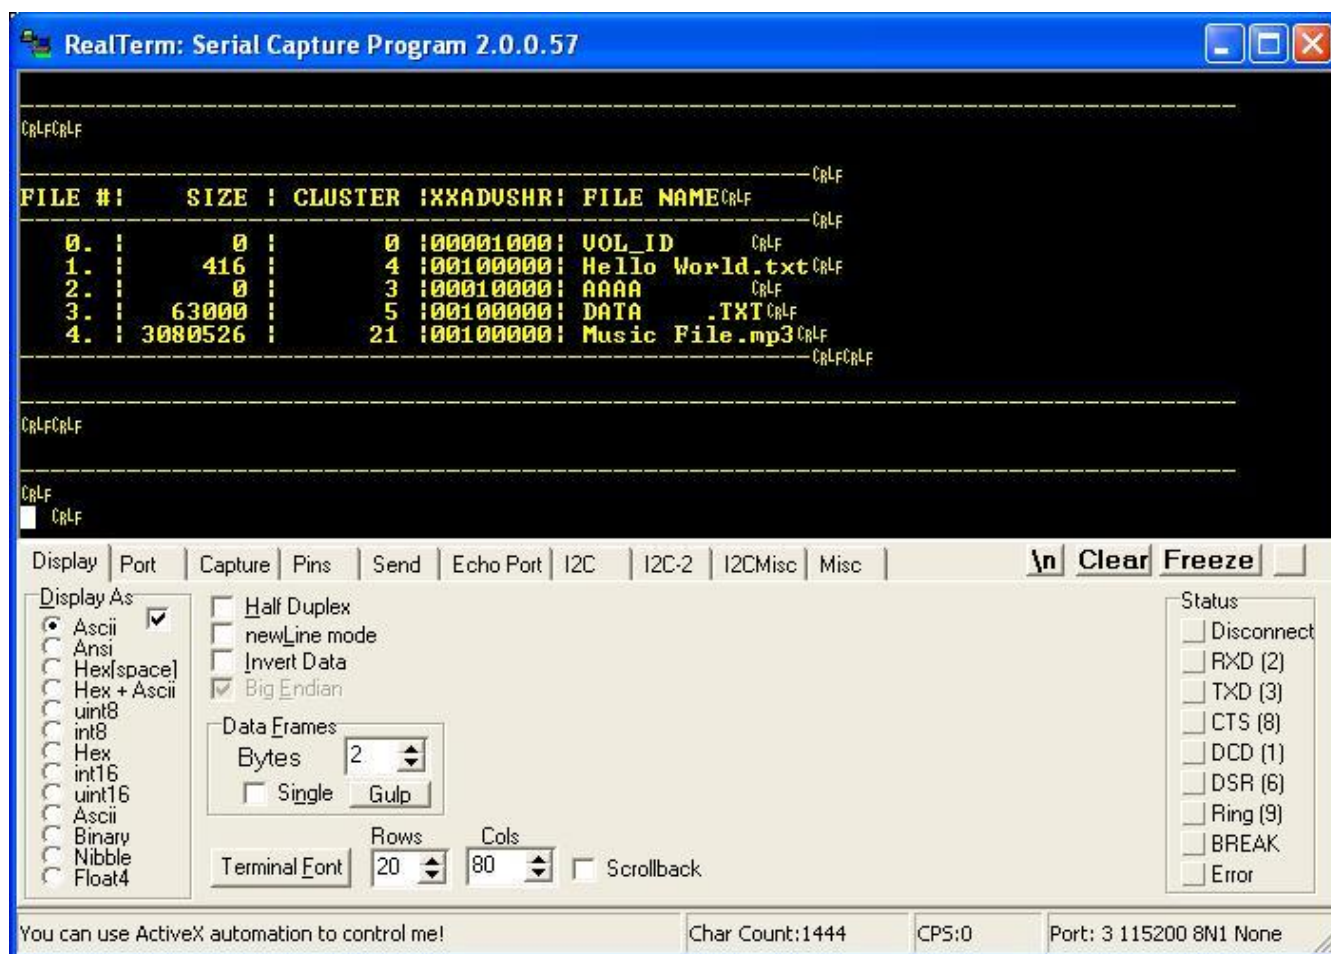 RealTerm: Serial Capture Program 2.0.0.57
CRLFCRLF
CRLF
FILE #¦ SIZE ¦ CLUSTER ¦XXADVSHR¦ FILE NAMECRLF
CRLF
0. ¦ 0 ¦ 0 ¦00001000¦ VOL_ID CRLF
1. ¦ 416 ¦ 4 ¦00100000¦ Hello World.txtCRLF
2. ¦ 0 ¦ 3 ¦00010000¦ AAAA CRLF
3. ¦ 63000 ¦ 5 ¦00100000¦ DATA .TXTCRLF
4. ¦ 3080526 ¦ 21 ¦00100000¦ Music File.mp3CRLF
CRLFCRLF
CRLFCRLF
CRLF
CRLF
Display Port Capture Pins Send Echo Port I2C I2C-2 I2CMisc Misc \n Clear Freeze
Display As
Ascii
Ansi
Hex[space]
Hex + Ascii
uint8
int8
Hex
int16
uint16
Ascii
Binary
Nibble
Float4
Half Duplex
newLine mode
Invert Data
Big Endian
Data Frames
Bytes 2
Single Gulp
Rows Cols
Terminal Font 20 80 Scrollback
Status
Disconnect
RXD (2)
TXD (3)
CTS (8)
DCD (1)
DSR (6)
Ring (9)
BREAK
Error
You can use ActiveX automation to control me! Char Count:1444 CPS:0 Port: 3 115200 8N1 None